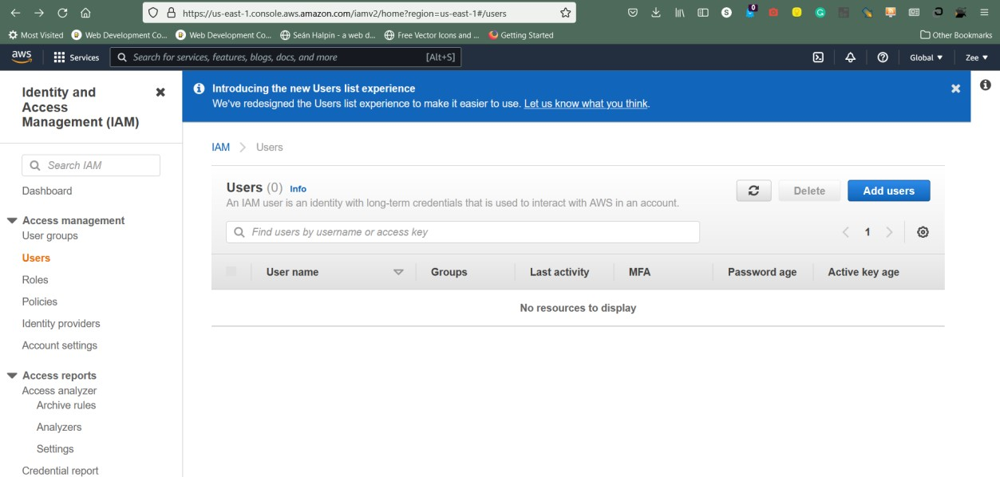 https://us-east-1.console.aws.amazon.com/iamv2/home?region=us-east-1#/users
Most Visited
Web Development Co...
Web Development Co...
Seán Halpin - a web d...
Free Vector Icons and ...
Getting Started
Other Bookmarks
aws
Services
Search for services, features, blogs, docs, and more
[Alt+S]
Global
Zee
Identity and
Access
Management (IAM)
Search IAM
Dashboard
Access management
User groups
Users
Roles
Policies
Identity providers
Account settings
Access reports
Access analyzer
Archive rules
Analyzers
Settings
Credential report
Introducing the new Users list experience
We've redesigned the Users list experience to make it easier to use. Let us know what you think.
IAM
Users
Users (0) Info
An IAM user is an identity with long-term credentials that is used to interact with AWS in an account.
Delete
Add users
Find users by username or access key
1
User name
Groups
Last activity
MFA
Password age
Active key age
No resources to display